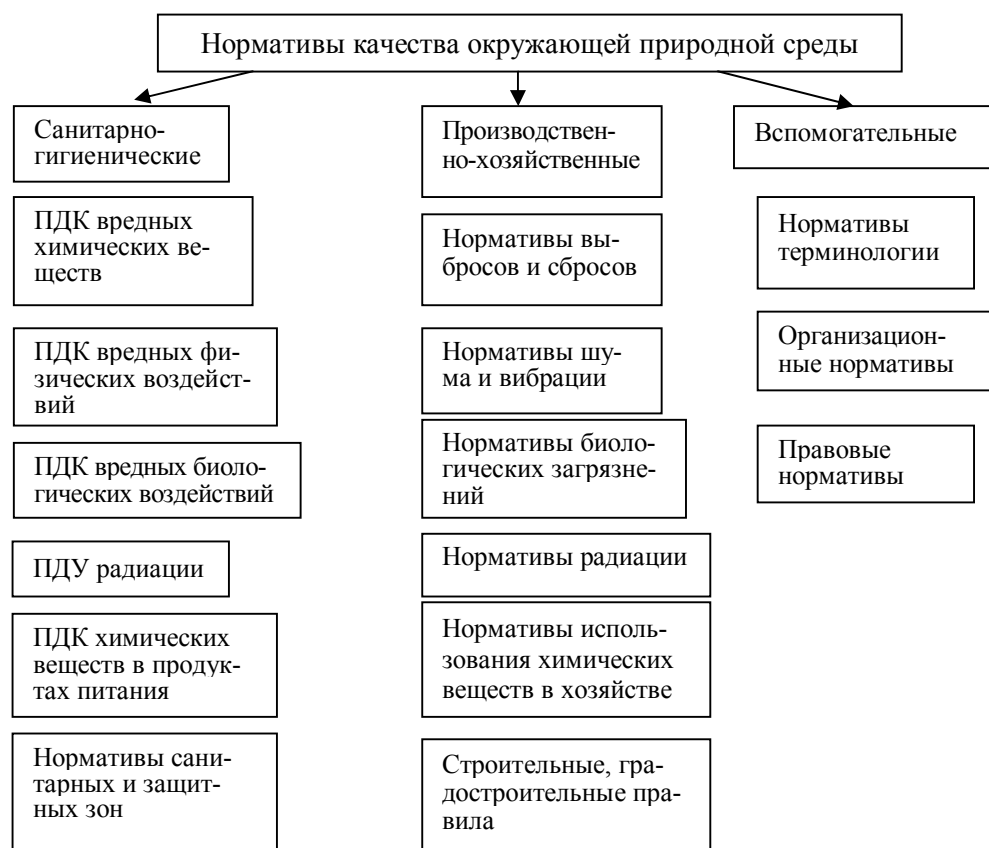 Нормативы качества окружающей природной среды
Санитарно-
гигиенические
ПДК вредных
химических ве-
ществ
ПДК вредных фи-
зических воздейст-
вий
ПДК вредных биоло-
гических воздействий
ПДУ радиации
ПДК химических
веществ в продук-
тах питания
Нормативы сани-
тарных и защит-
ных зон
Производствен-
но-хозяйственные
Нормативы вы-
бросов и сбросов
Нормативы шу-
ма и вибрации
Нормативы биоло-
гических загрязне-
ний
Нормативы радиации
Нормативы исполь-
зования химических
веществ в хозяйстве
Строительные, гра-
достроительные пра-
вила
Вспомогательные
Нормативы
терминологии
Организацион-
ные нормативы
Правовые
нормативы